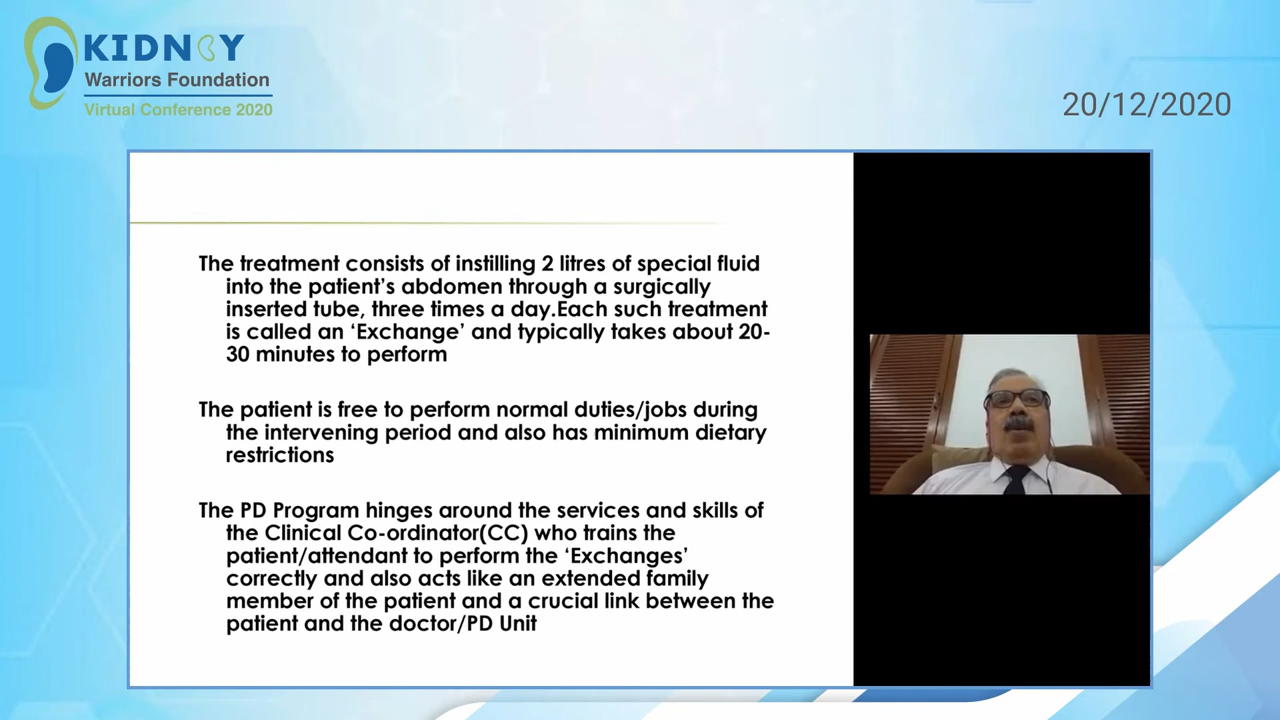 KIDNEY
Warriors Foundation
Virtual Conference 2020
20/12/2020
The treatment consists of instilling 2 litres of special fluid
into the patient’s abdomen through a surgically
inserted tube, three times a day.Each such treatment
is called an ‘Exchange’ and typically takes about 20-
30 minutes to perform
The patient is free to perform normal duties/jobs during
the intervening period and also has minimum dietary
restrictions
The PD Program hinges around the services and skills of
the Clinical Co-ordinator(CC) who trains the
patient/attendant to perform the ‘Exchanges’
correctly and also acts like an extended family
member of the patient and a crucial link between the
patient and the doctor/PD Unit